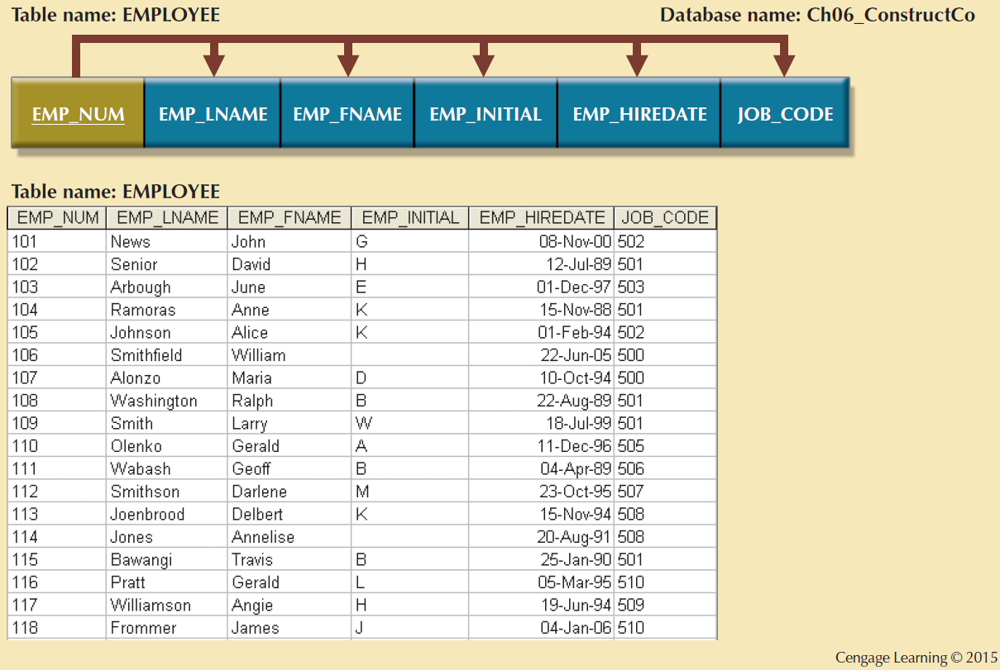 Table name: EMPLOYEE Database name: Ch06_ConstructCo
EMP_NUM EMP_LNAME EMP_FNAME EMP_INITIAL EMP_HIREDATE JOB_CODE
Table name: EMPLOYEE
EMP_NUM EMP_LNAME EMP_FNAME EMP_INITIAL EMP_HIREDATE JOB_CODE
101 News John G 08-Nov-00 502
102 Senior David H 12-Jul-89 501
103 Arbough June E 01-Dec-97 503
104 Ramoras Anne K 15-Nov-88 501
105 Johnson Alice K 01-Feb-94 502
106 Smithfield William 22-Jun-05 500
107 Alonzo Maria D 10-Oct-94 500
108 Washington Ralph B 22-Aug-89 501
109 Smith Larry W 18-Jul-99 501
110 Olenko Gerald A 11-Dec-96 505
111 Wabash Geoff B 04-Apr-89 506
112 Smithson Darlene M 23-Oct-95 507
113 Joenbrood Delbert K 15-Nov-94 508
114 Jones Annelise 20-Aug-91 508
115 Bawangi Travis B 25-Jan-90 501
116 Pratt Gerald L 05-Mar-95 510
117 Williamson Angie H 19-Jun-94 509
118 Frommer James J 04-Jan-06 510
Cengage Learning © 2015